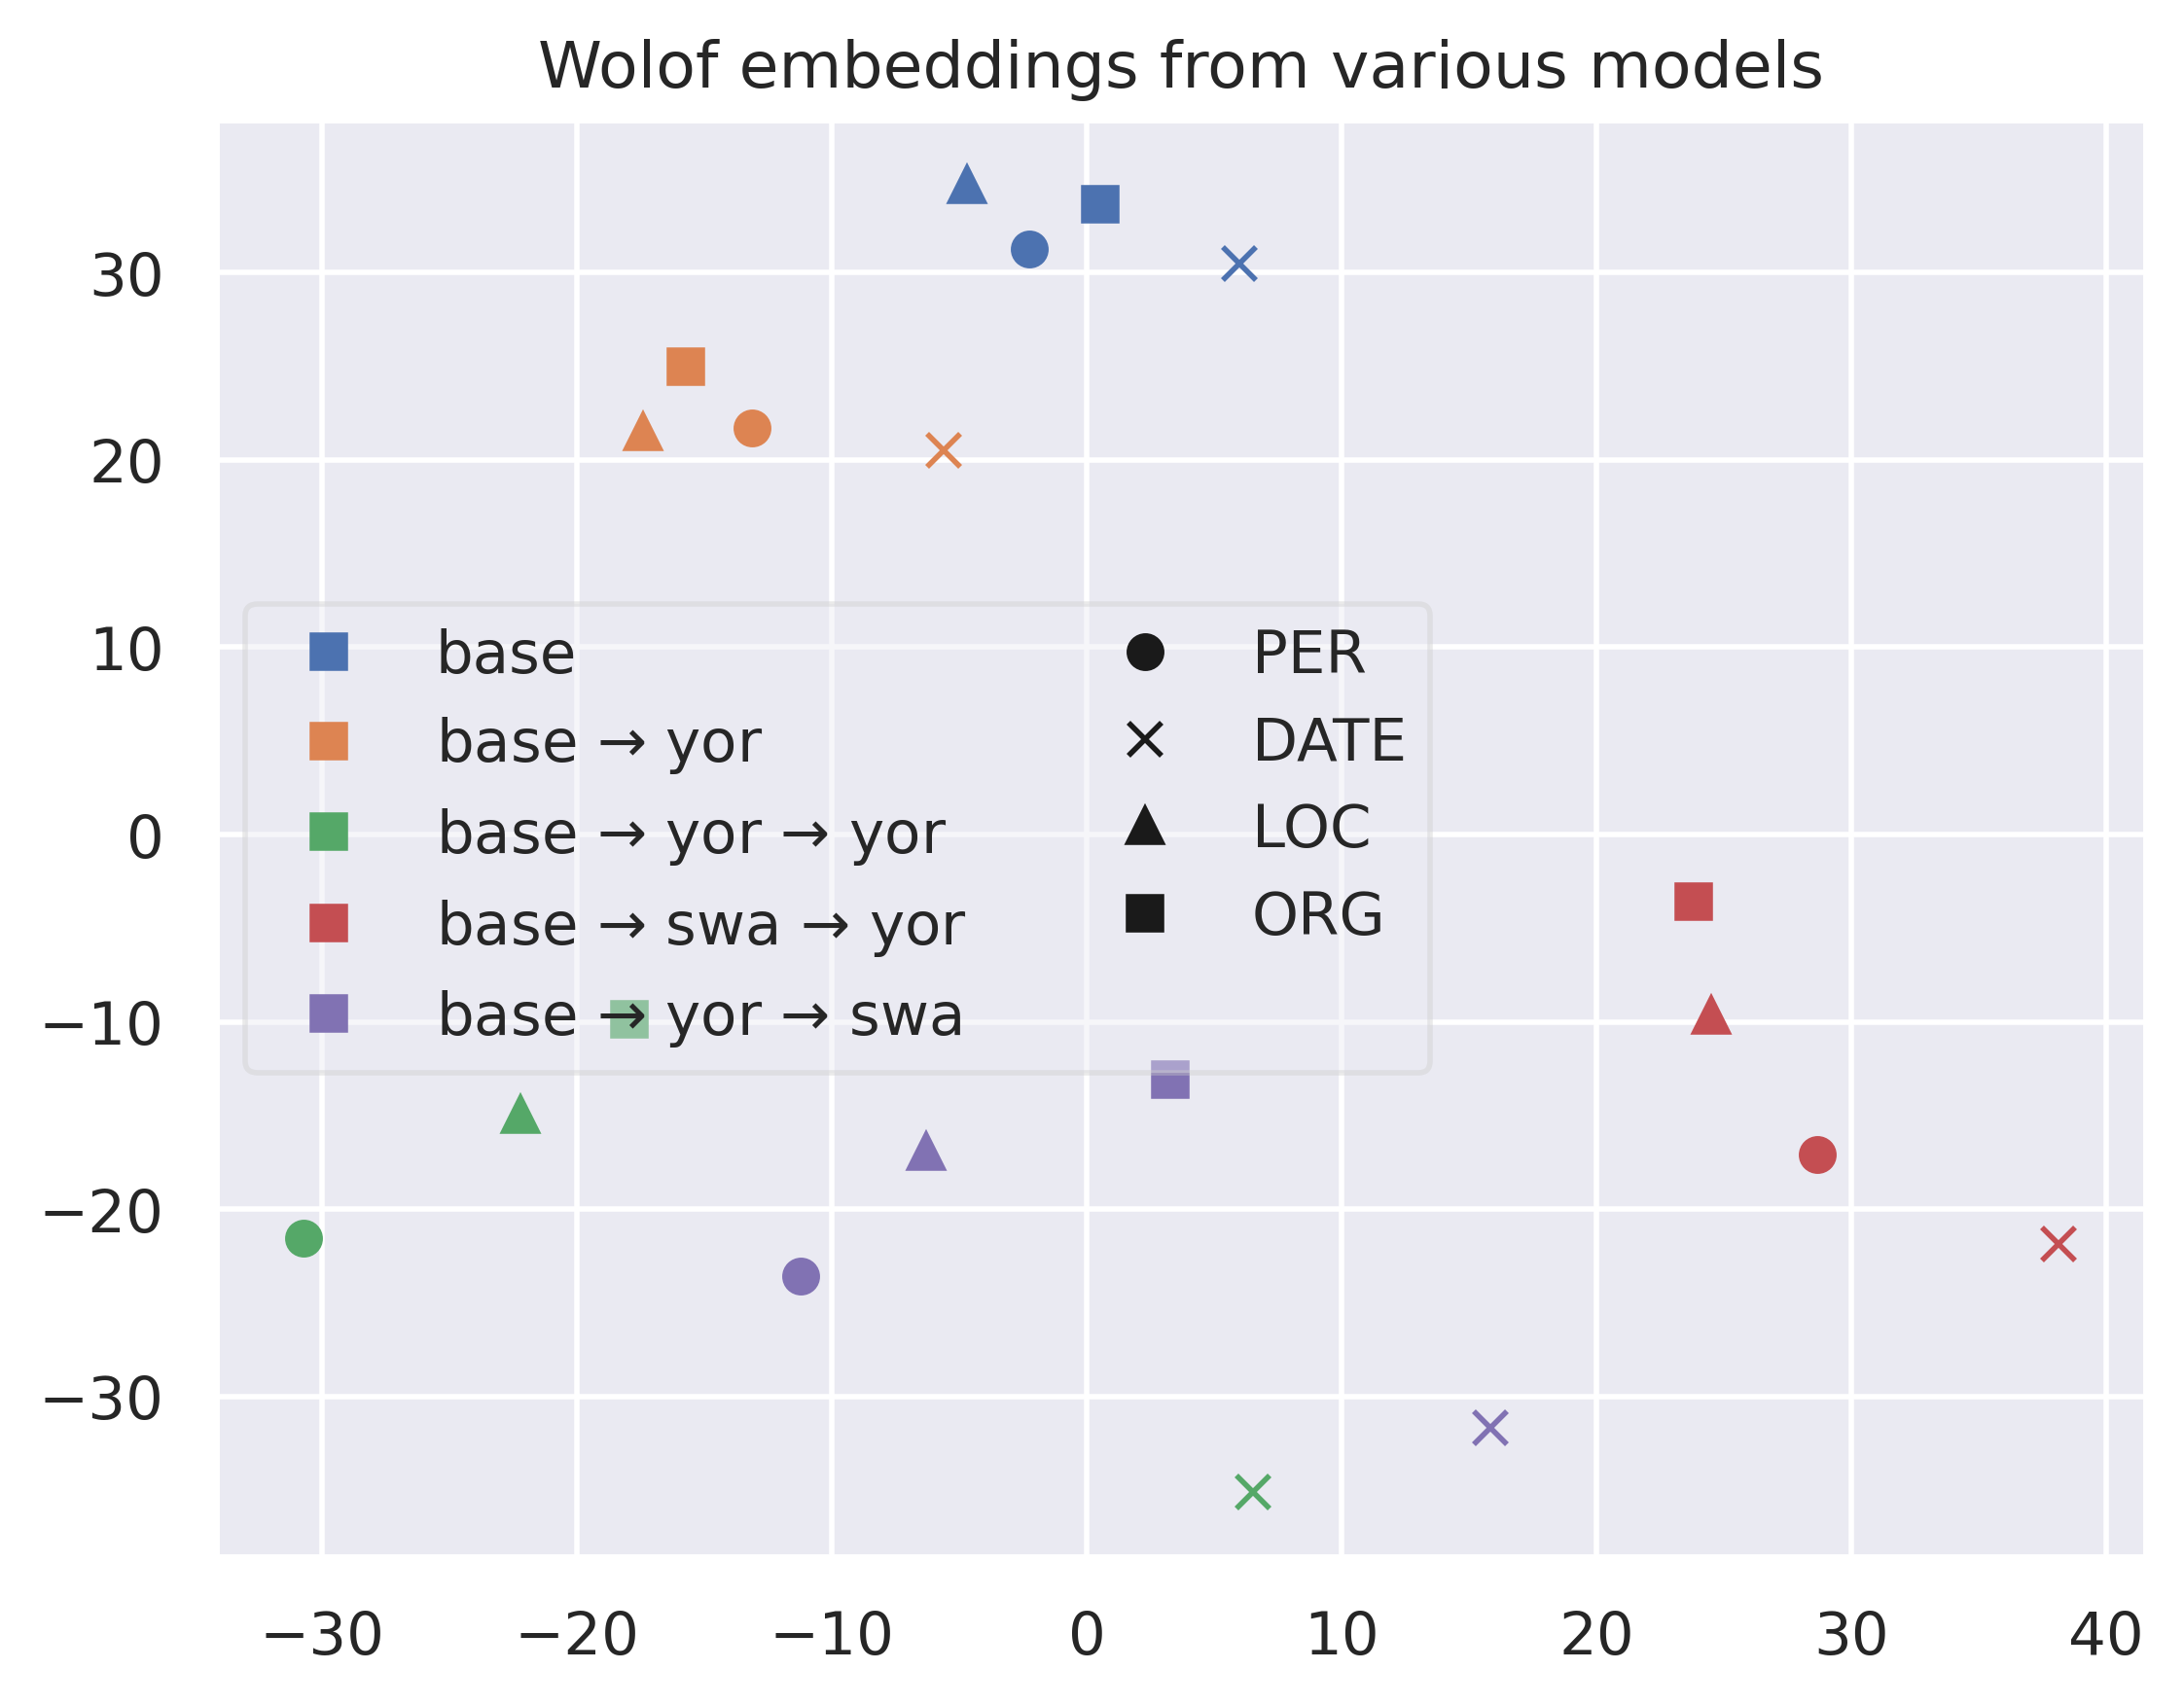 Wolof embeddings from various models
30
20
10
0
−10
−20
−30
base
base → yor
base → yor → yor
base → swa → yor
base → yor → swa
PER
DATE
LOC
ORG
−30 −20 −10 0 10 20 30 40